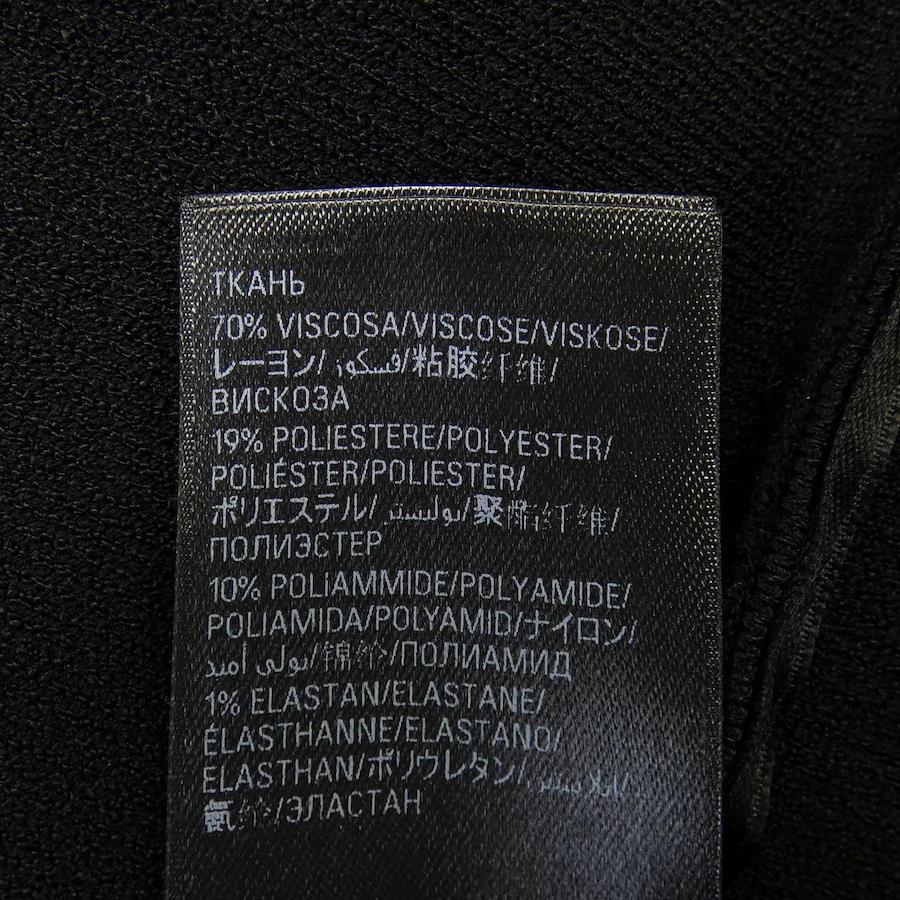 ТКАНЬ
70% VISCOSA/VISCOSE/VISKOSE/
レーヨン/فسكوز/粘胶纤维/
ВИСКОЗА
19% POLIESTERE/POLYESTER/
POLIÉSTER/POLIESTER/
ポリエステル/بوليستر/聚酯纤维/
ПОЛИЭСТЕР
10% POLIAMMIDE/POLYAMIDE/
POLIAMIDA/POLYAMID/ナイロン/
بولي أميد/锦纶/ПОЛИАМИД
1% ELASTAN/ELASTANE/
ÉLASTHANNE/ELASTANO/
ELASTHAN/ポリウレタン/
氨纶/ЭЛАСТАН